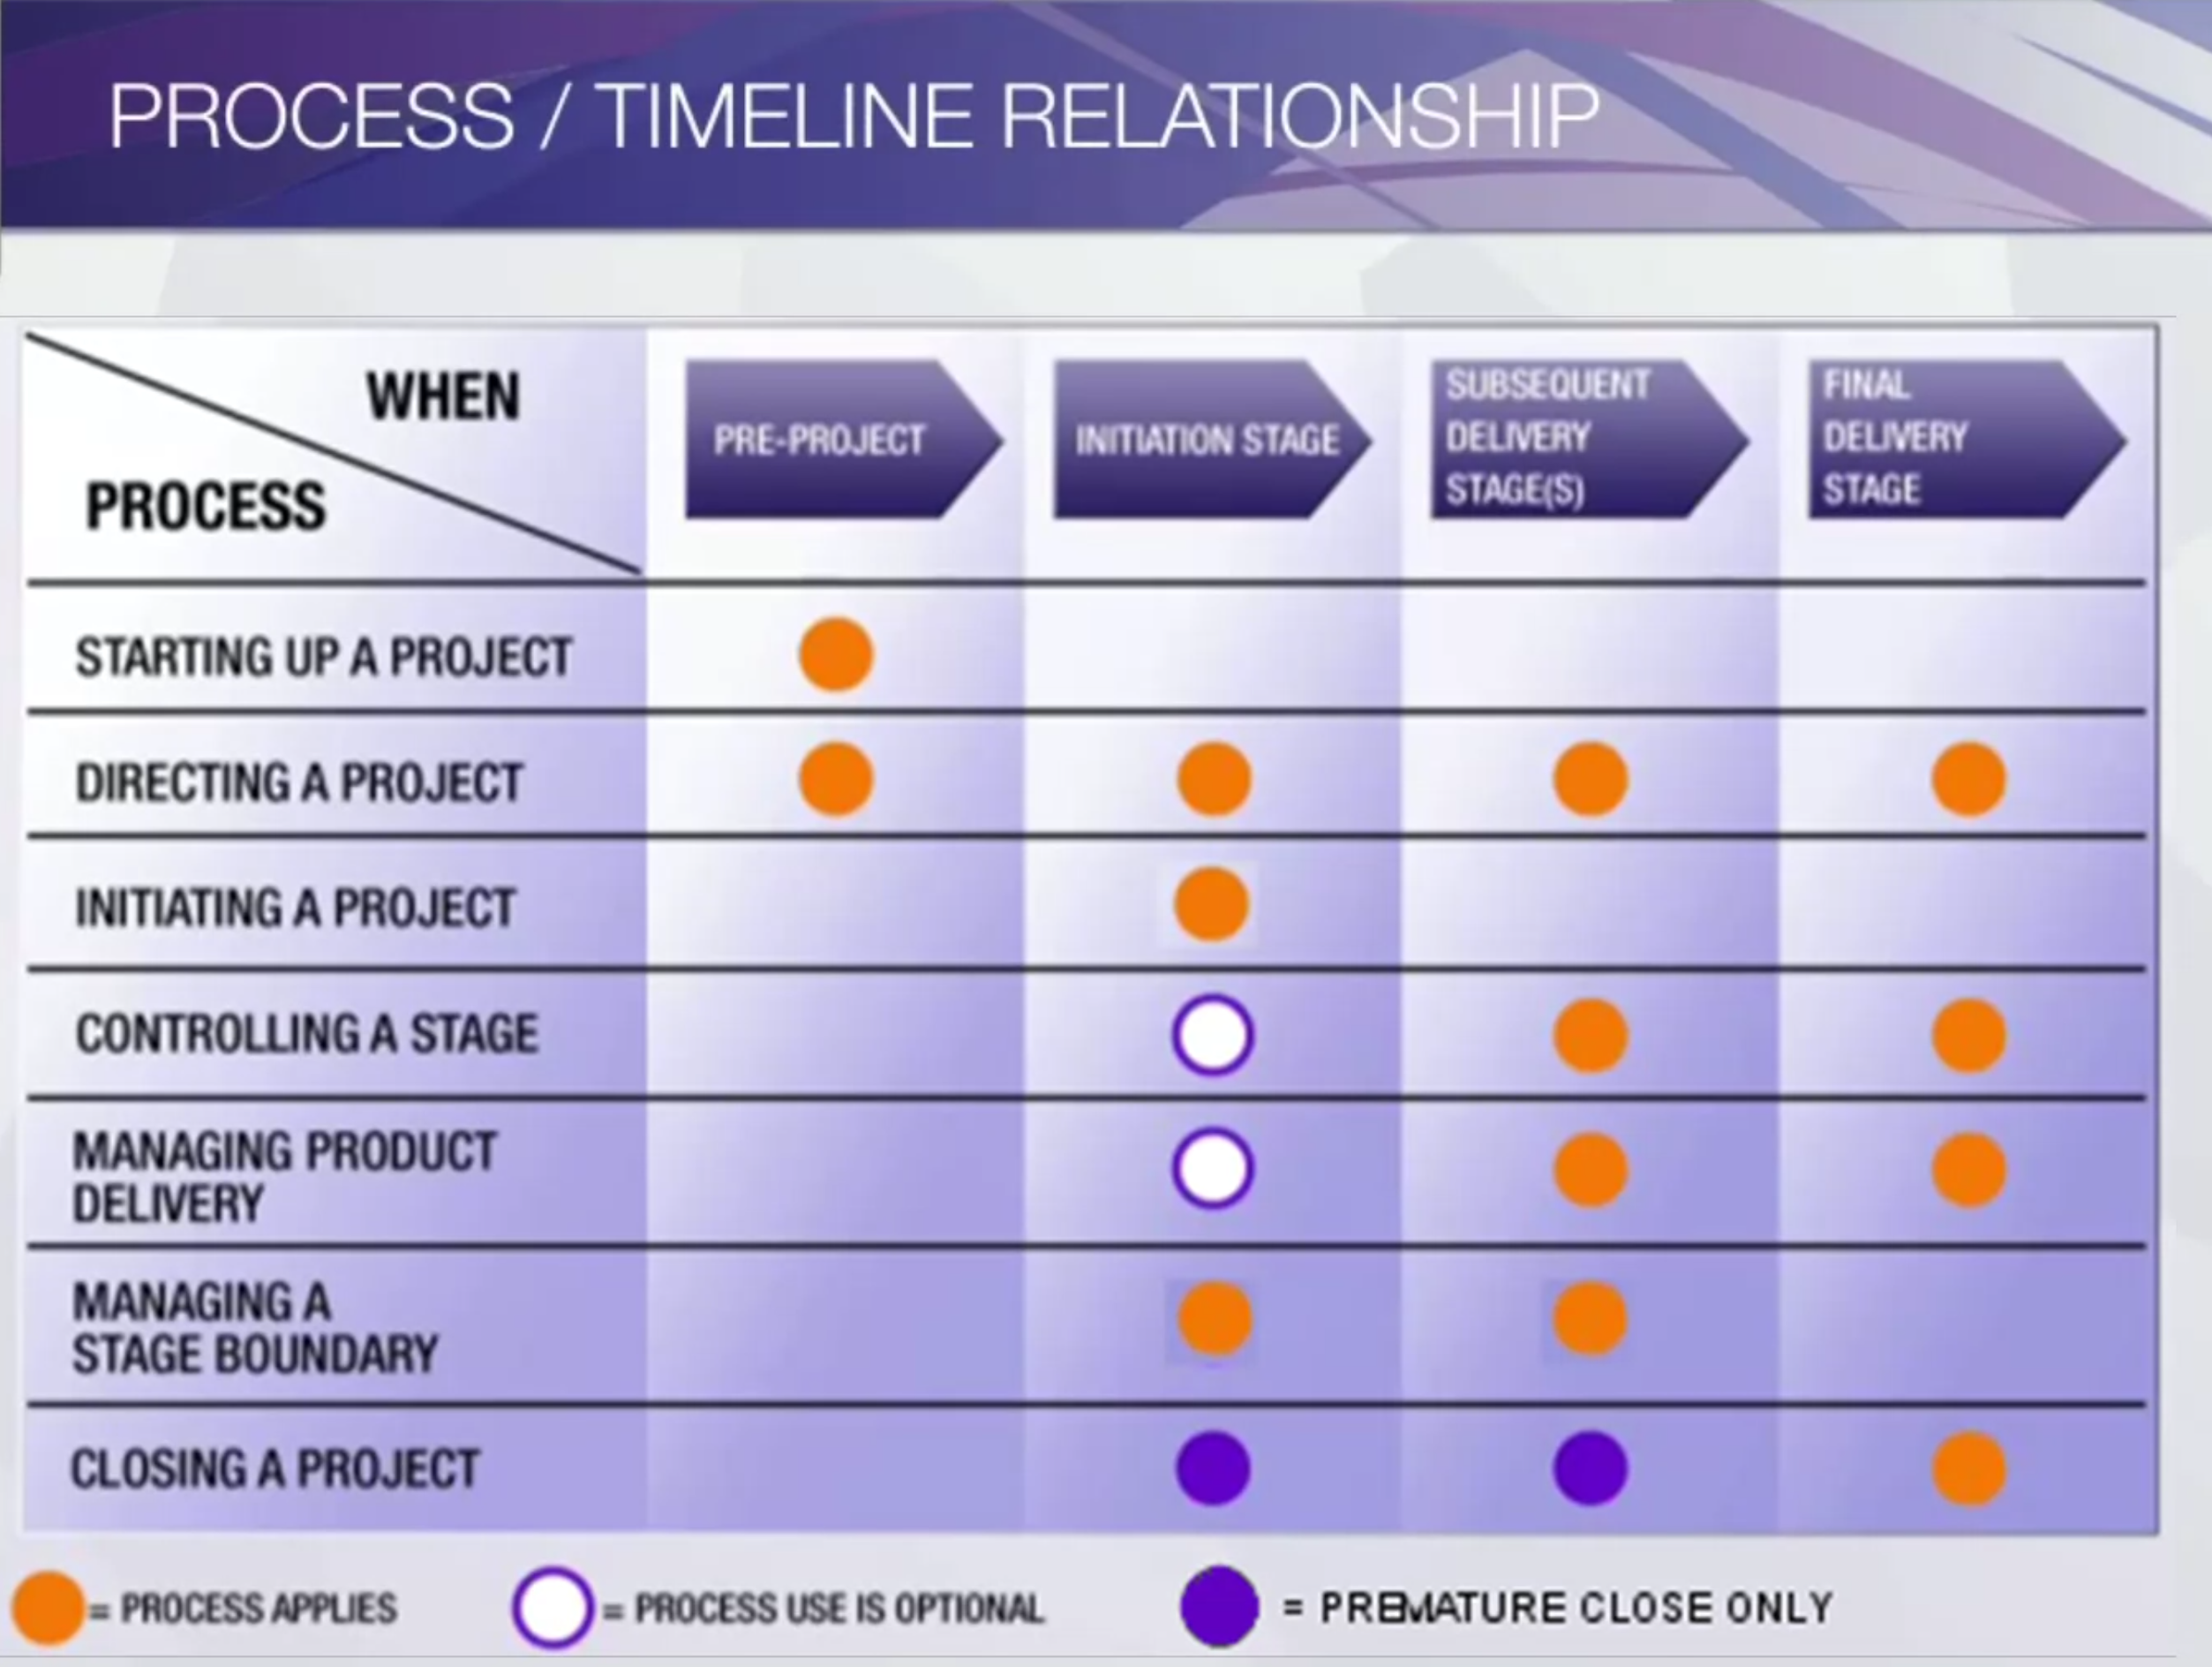 PROCESS / TIMELINE RELATIONSHIP
WHEN
PROCESS
PRE-PROJECT
INITIATION STAGE
SUBSEQUENT
DELIVERY
STAGE(S)
FINAL
DELIVERY
STAGE
STARTING UP A PROJECT
DIRECTING A PROJECT
INITIATING A PROJECT
CONTROLLING A STAGE
MANAGING PRODUCT
DELIVERY
MANAGING A
STAGE BOUNDARY
CLOSING A PROJECT
= PROCESS APPLIES
= PROCESS USE IS OPTIONAL
= PREMATURE CLOSE ONLY